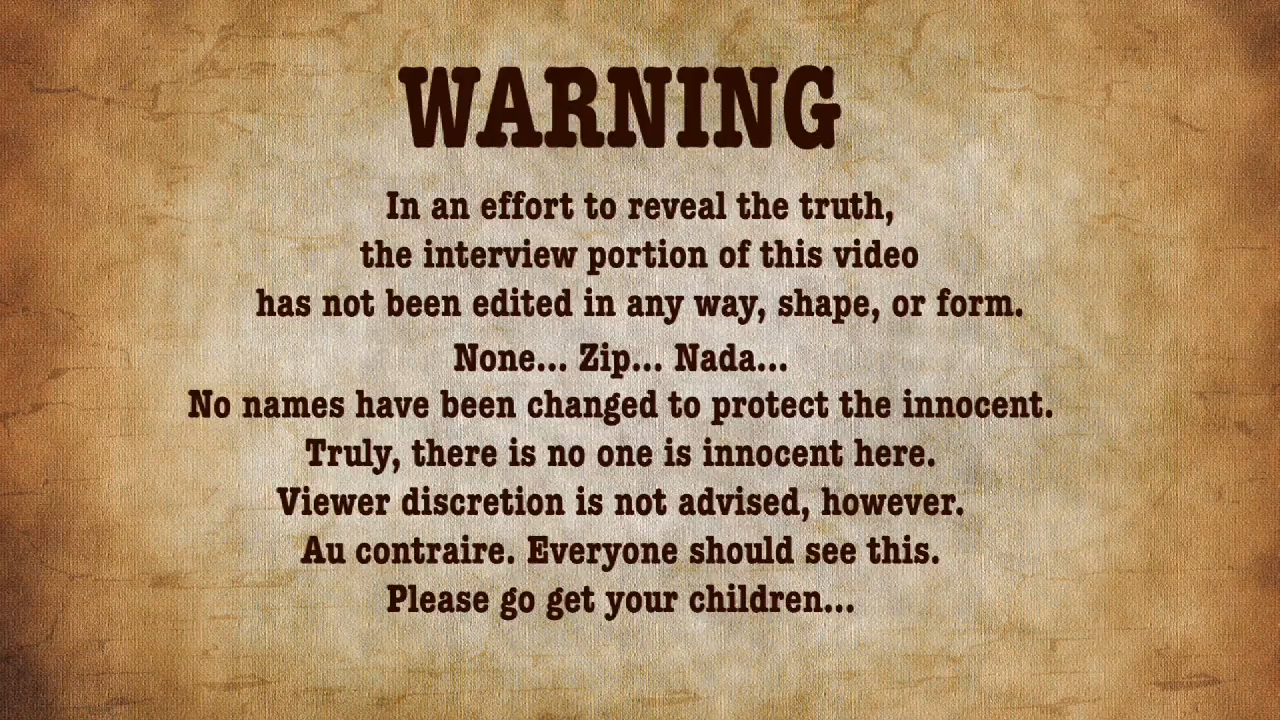 WARNING
In an effort to reveal the truth,
the interview portion of this video
has not been edited in any way, shape, or form.
None... Zip... Nada...
No names have been changed to protect the innocent.
Truly, there is no one is innocent here.
Viewer discretion is not advised, however.
Au contraire. Everyone should see this.
Please go get your children...